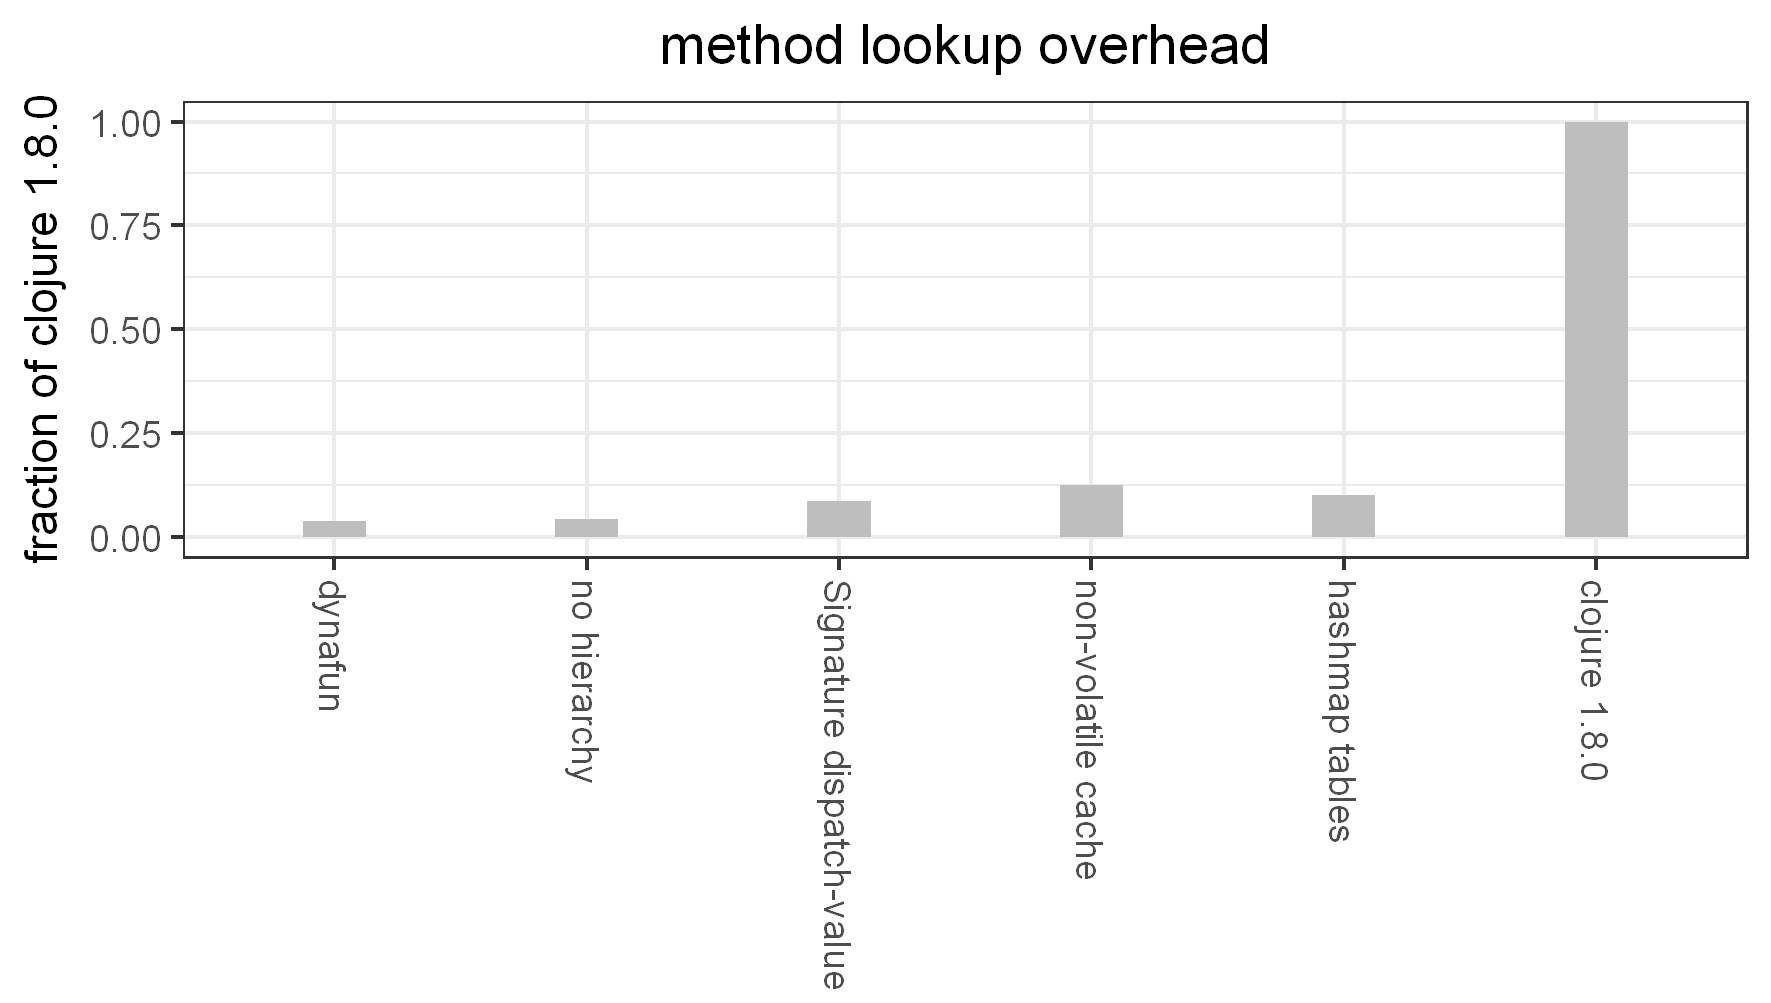 method lookup overhead
fraction of clojure 1.8.0
1.00
0.75
0.50
0.25
0.00
dynafun
no hierarchy
Signature dispatch-value
non-volatile cache
hashmap tables
clojure 1.8.0